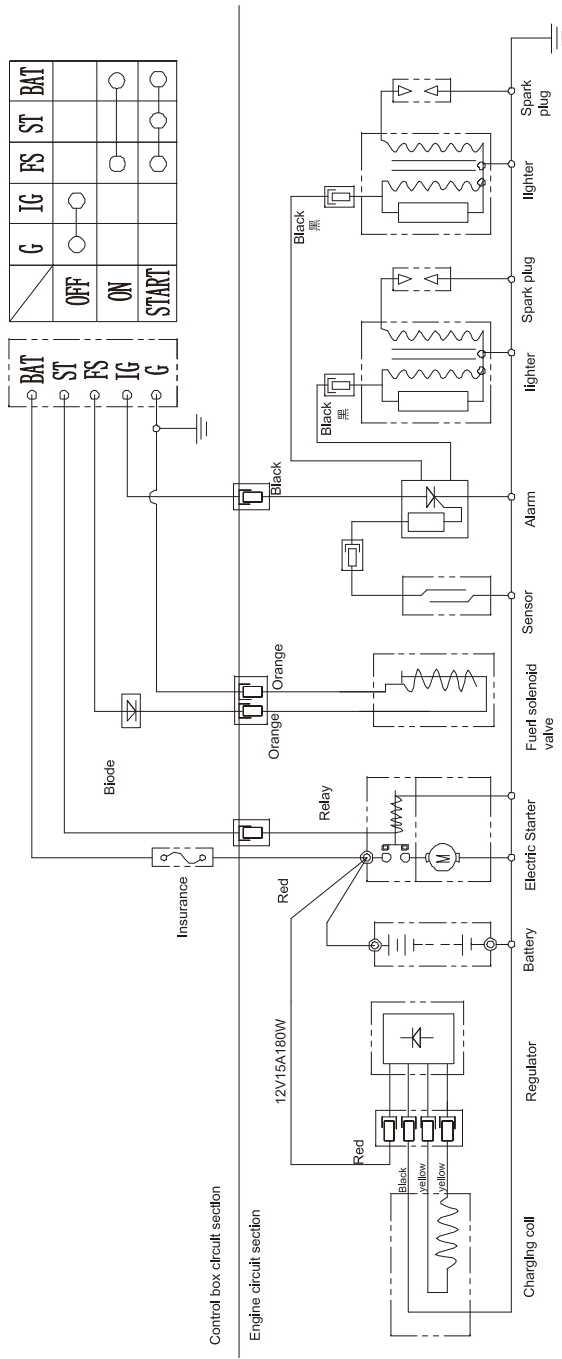 G IG FS ST BAT
OFF
ON
START
BAT
ST
FS
IG
G
Biode
Insurance
Control box circuit section
Engine circuit section
Red
Relay
Orange
Orange
Black
Black
黑
Black
黑
12V15A180W
Red
Black
yellow
yellow
Charging coil
Regulator
Battery
Electric Starter
Fuerl solenoid
valve
Sensor
Alarm
lighter
Spark plug
lighter
Spark
plug